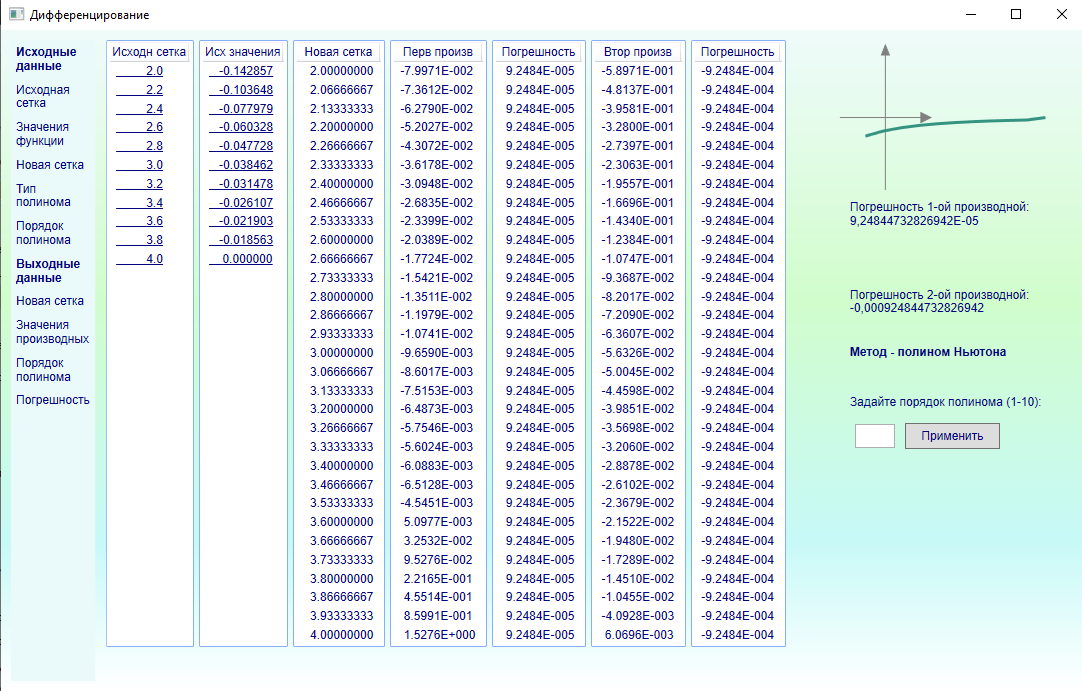 Дифференцирование
Исходные
данные
Исходная
сетка
Значения
функции
Новая сетка
Тип
полинома
Порядок
полинома
Выходные
данные
Новая сетка
Значения
производных
Порядок
полинома
Погрешность
Исходн сетка
2.0
2.2
2.4
2.6
2.8
3.0
3.2
3.4
3.6
3.8
4.0
Исх значения
-0.142857
-0.103648
-0.077979
-0.060328
-0.047728
-0.038462
-0.031478
-0.026107
-0.021903
-0.018563
0.000000
Новая сетка Перв произв Погрешность Втор произв Погрешность
2.00000000 -7.9971E-002 9.2484E-005 -5.8971E-001 -9.2484E-004
2.06666667 -7.3612E-002 9.2484E-005 -4.8137E-001 -9.2484E-004
2.13333333 -6.2790E-002 9.2484E-005 -3.9581E-001 -9.2484E-004
2.20000000 -5.2027E-002 9.2484E-005 -3.2800E-001 -9.2484E-004
2.26666667 -4.3072E-002 9.2484E-005 -2.7397E-001 -9.2484E-004
2.33333333 -3.6178E-002 9.2484E-005 -2.3063E-001 -9.2484E-004
2.40000000 -3.0948E-002 9.2484E-005 -1.9557E-001 -9.2484E-004
2.46666667 -2.6835E-002 9.2484E-005 -1.6696E-001 -9.2484E-004
2.53333333 -2.3399E-002 9.2484E-005 -1.4340E-001 -9.2484E-004
2.60000000 -2.0389E-002 9.2484E-005 -1.2384E-001 -9.2484E-004
2.66666667 -1.7724E-002 9.2484E-005 -1.0747E-001 -9.2484E-004
2.73333333 -1.5421E-002 9.2484E-005 -9.3687E-002 -9.2484E-004
2.80000000 -1.3511E-002 9.2484E-005 -8.2017E-002 -9.2484E-004
2.86666667 -1.1979E-002 9.2484E-005 -7.2090E-002 -9.2484E-004
2.93333333 -1.0741E-002 9.2484E-005 -6.3607E-002 -9.2484E-004
3.00000000 -9.6590E-003 9.2484E-005 -5.6326E-002 -9.2484E-004
3.06666667 -8.6017E-003 9.2484E-005 -5.0045E-002 -9.2484E-004
3.13333333 -7.5153E-003 9.2484E-005 -4.4598E-002 -9.2484E-004
3.20000000 -6.4873E-003 9.2484E-005 -3.9851E-002 -9.2484E-004
3.26666667 -5.7546E-003 9.2484E-005 -3.5698E-002 -9.2484E-004
3.33333333 -5.6024E-003 9.2484E-005 -3.2060E-002 -9.2484E-004
3.40000000 -6.0883E-003 9.2484E-005 -2.8878E-002 -9.2484E-004
3.46666667 -6.5128E-003 9.2484E-005 -2.6102E-002 -9.2484E-004
3.53333333 -4.5451E-003 9.2484E-005 -2.3679E-002 -9.2484E-004
3.60000000 5.0977E-003 9.2484E-005 -2.1522E-002 -9.2484E-004
3.66666667 3.2532E-002 9.2484E-005 -1.9480E-002 -9.2484E-004
3.73333333 9.5276E-002 9.2484E-005 -1.7289E-002 -9.2484E-004
3.80000000 2.2165E-001 9.2484E-005 -1.4510E-002 -9.2484E-004
3.86666667 4.5514E-001 9.2484E-005 -1.0455E-002 -9.2484E-004
3.93333333 8.5991E-001 9.2484E-005 -4.0928E-003 -9.2484E-004
4.00000000 1.5276E+000 9.2484E-005 6.0696E-003 -9.2484E-004
Погрешность 1-ой производной:
9,24844732826942E-05
Погрешность 2-ой производной:
-0,000924844732826942
Метод - полином Ньютона
Задайте порядок полинома (1-10):
Применить